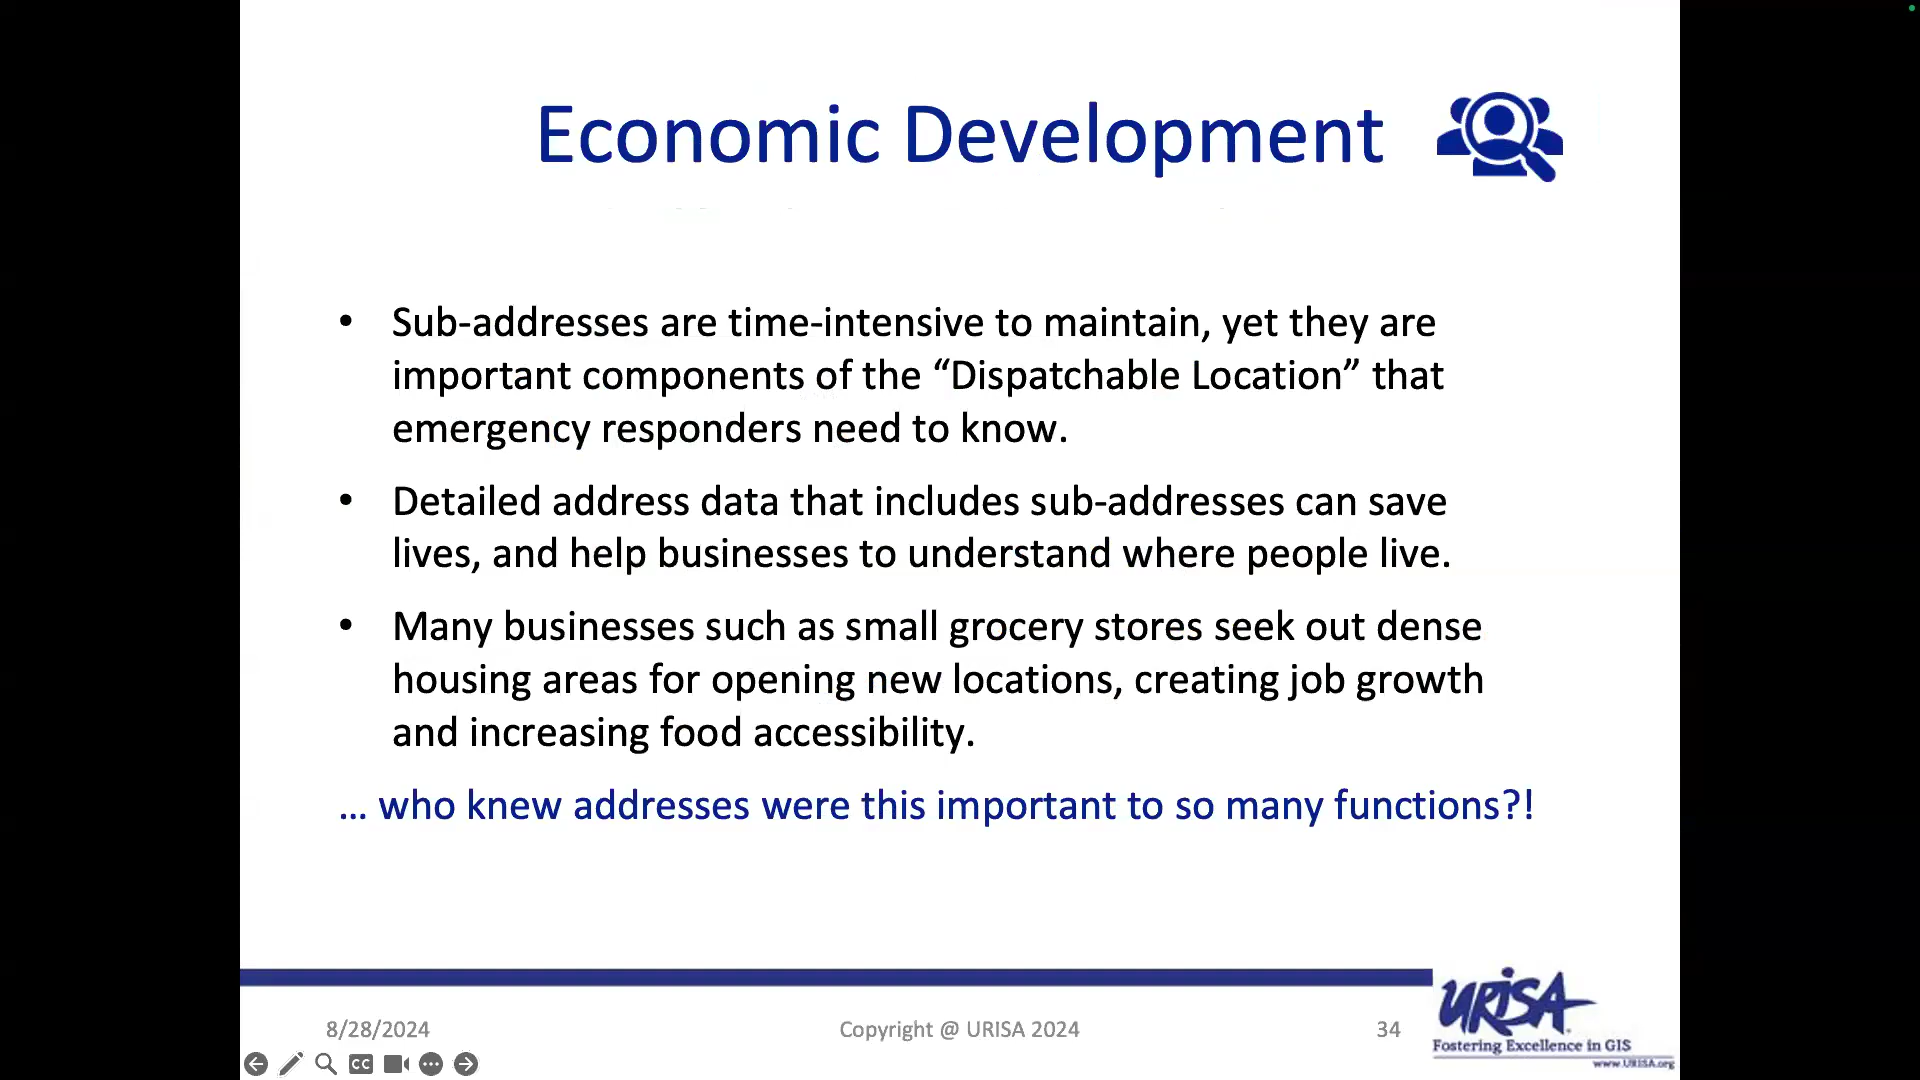 Economic Development
• Sub-addresses are time-intensive to maintain, yet they are
important components of the “Dispatchable Location” that
emergency responders need to know.
• Detailed address data that includes sub-addresses can save
lives, and help businesses to understand where people live.
• Many businesses such as small grocery stores seek out dense
housing areas for opening new locations, creating job growth
and increasing food accessibility.
… who knew addresses were this important to so many functions?!
URISA
8/28/2024
Copyright @ URISA 2024
34
Fostering Excellence in GIS
www.URISA.org
CC